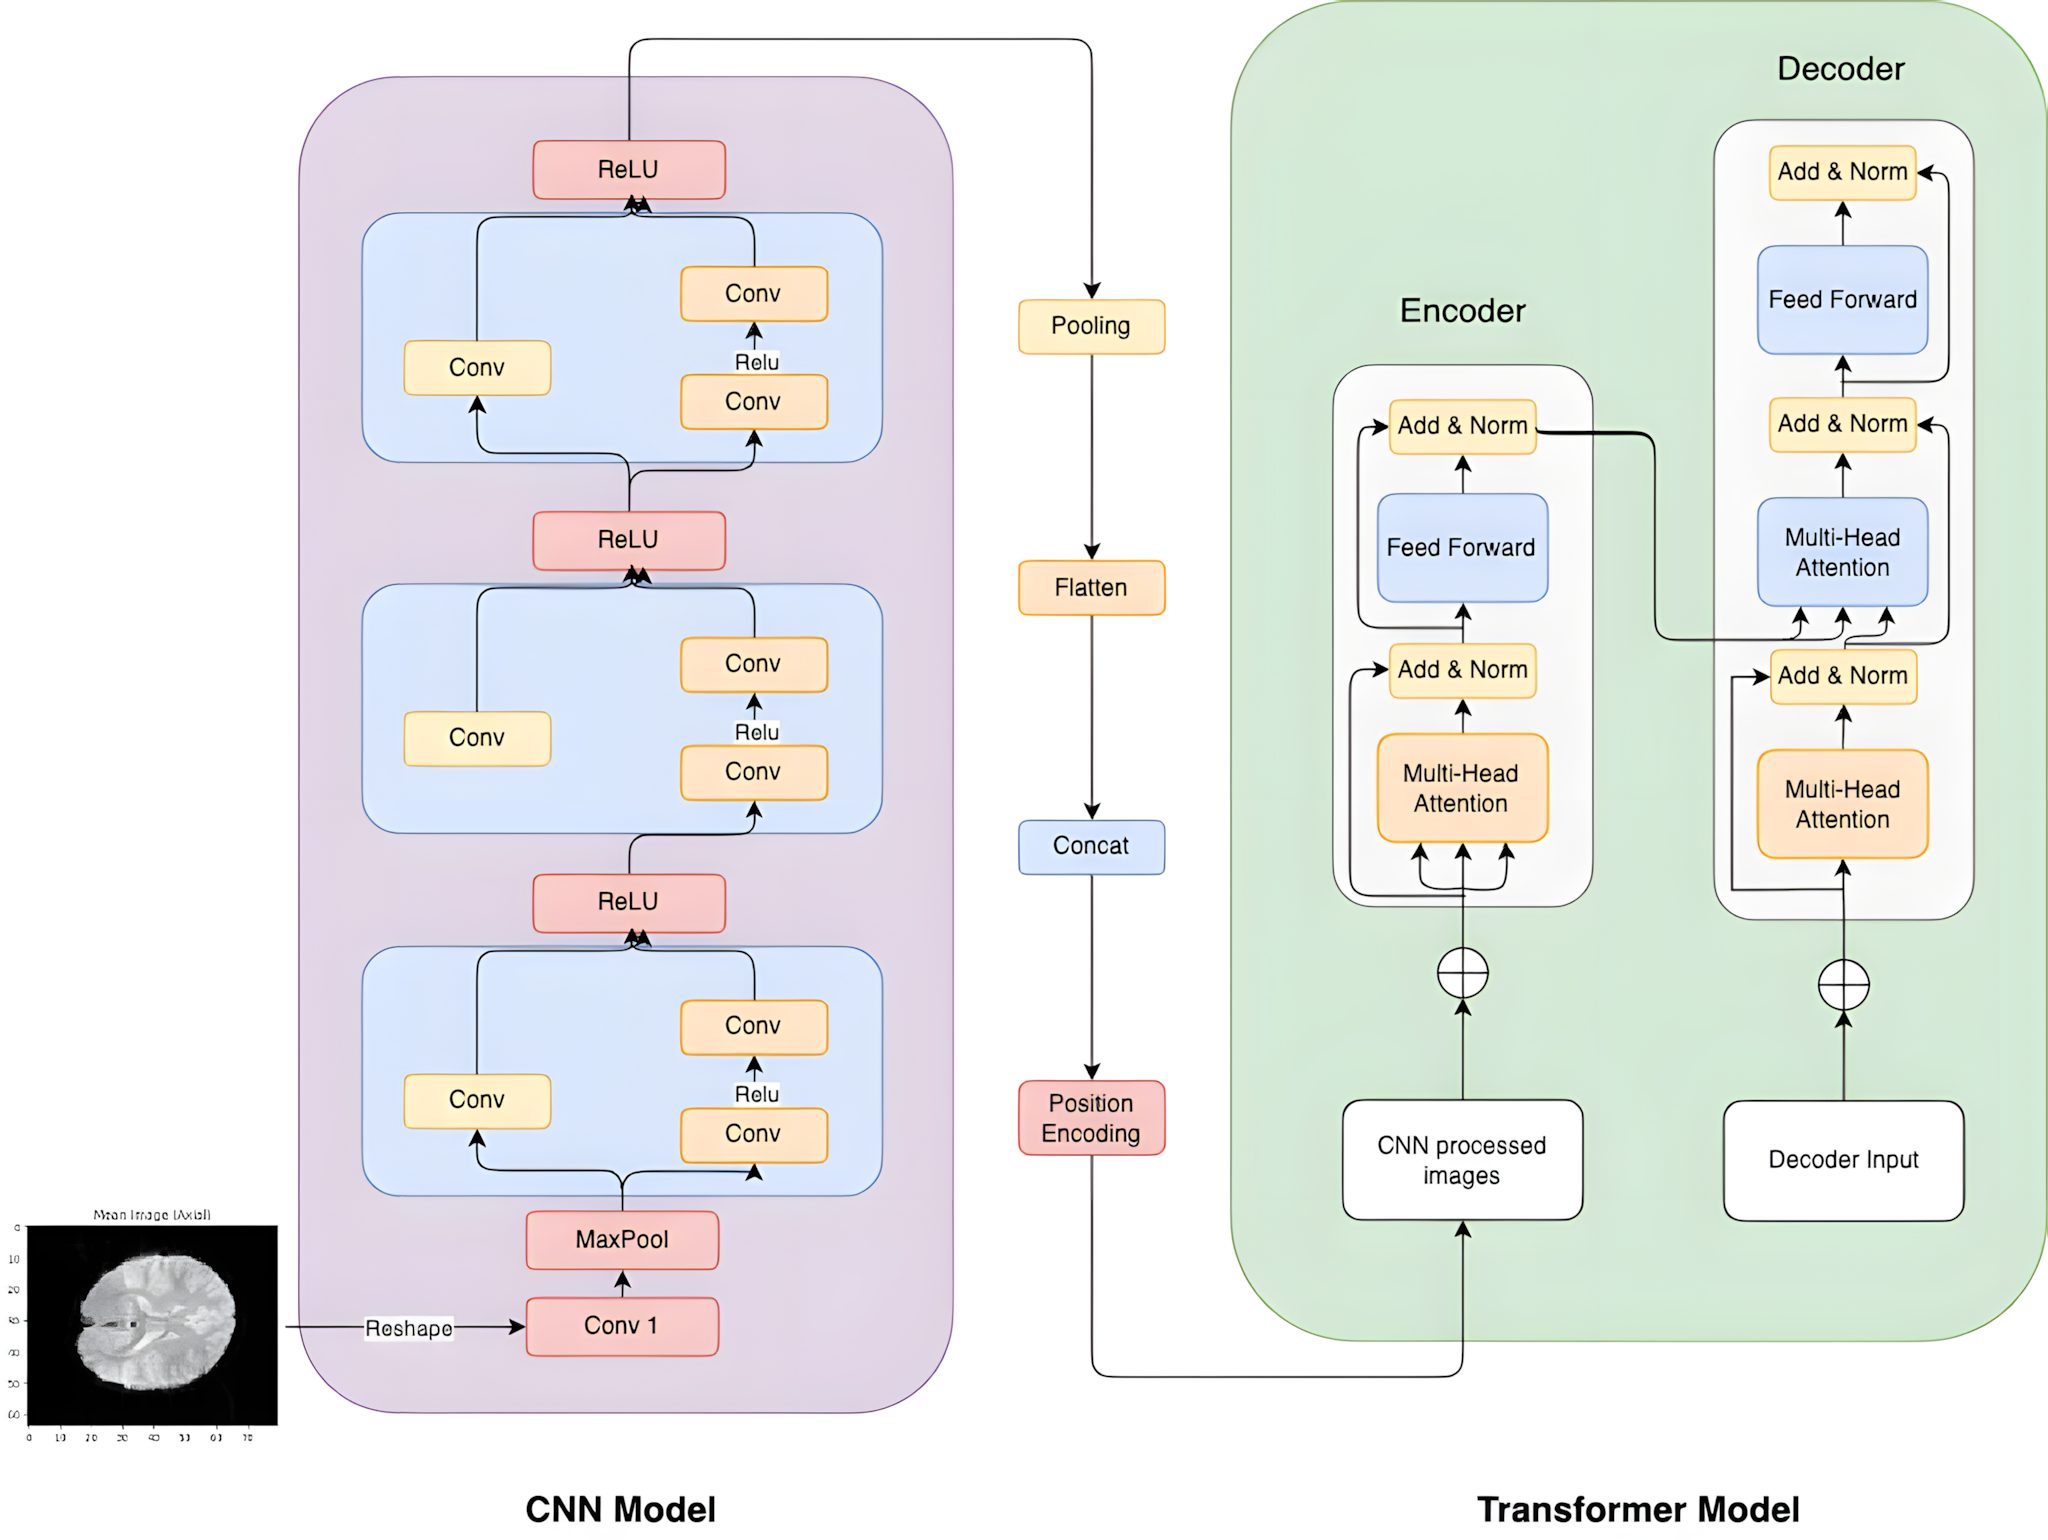 Decoder
ReLU
Add & Norm
Conv
Feed Forward
Encoder
Pooling
Relu
Conv
Conv
Add & Norm
Add & Norm
ReLU
Feed Forward
Multi-Head
Attention
Flatten
Conv
Add & Norm
Add & Norm
Relu
Conv
Conv
Multi-Head
Attention
Multi-Head
Attention
Concat
ReLU
Conv
Relu
Conv
Conv
Position
Encoding
CNN processed
images
Decoder Input
Mean Image (Axial)
MaxPool
0
10
20
Reshape
Conv 1
50
0
10
20
30
40
50
60
70
CNN Model
Transformer Model